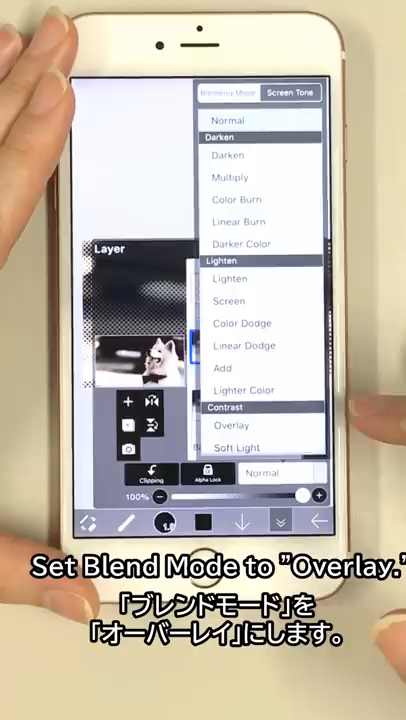 Blending Mode
Screen Tone
Normal
Darken
Darken
Multiply
Color Burn
Linear Burn
Darker Color
Lighten
Lighten
Screen
Color Dodge
Linear Dodge
Add
Lighter Color
Contrast
Overlay
Soft Light
Layer
Clipping
Alpha Lock
Normal
100%
Set Blend Mode to "Overlay."
「ブレンドモード」を
「オーバーレイ」にします。